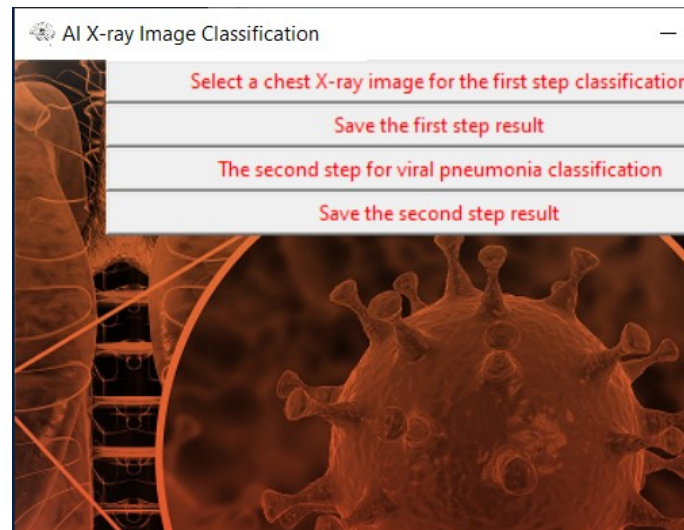 AI X-ray Image Classification
Select a chest X-ray image for the first step classification
Save the first step result
The second step for viral pneumonia classification
Save the second step result